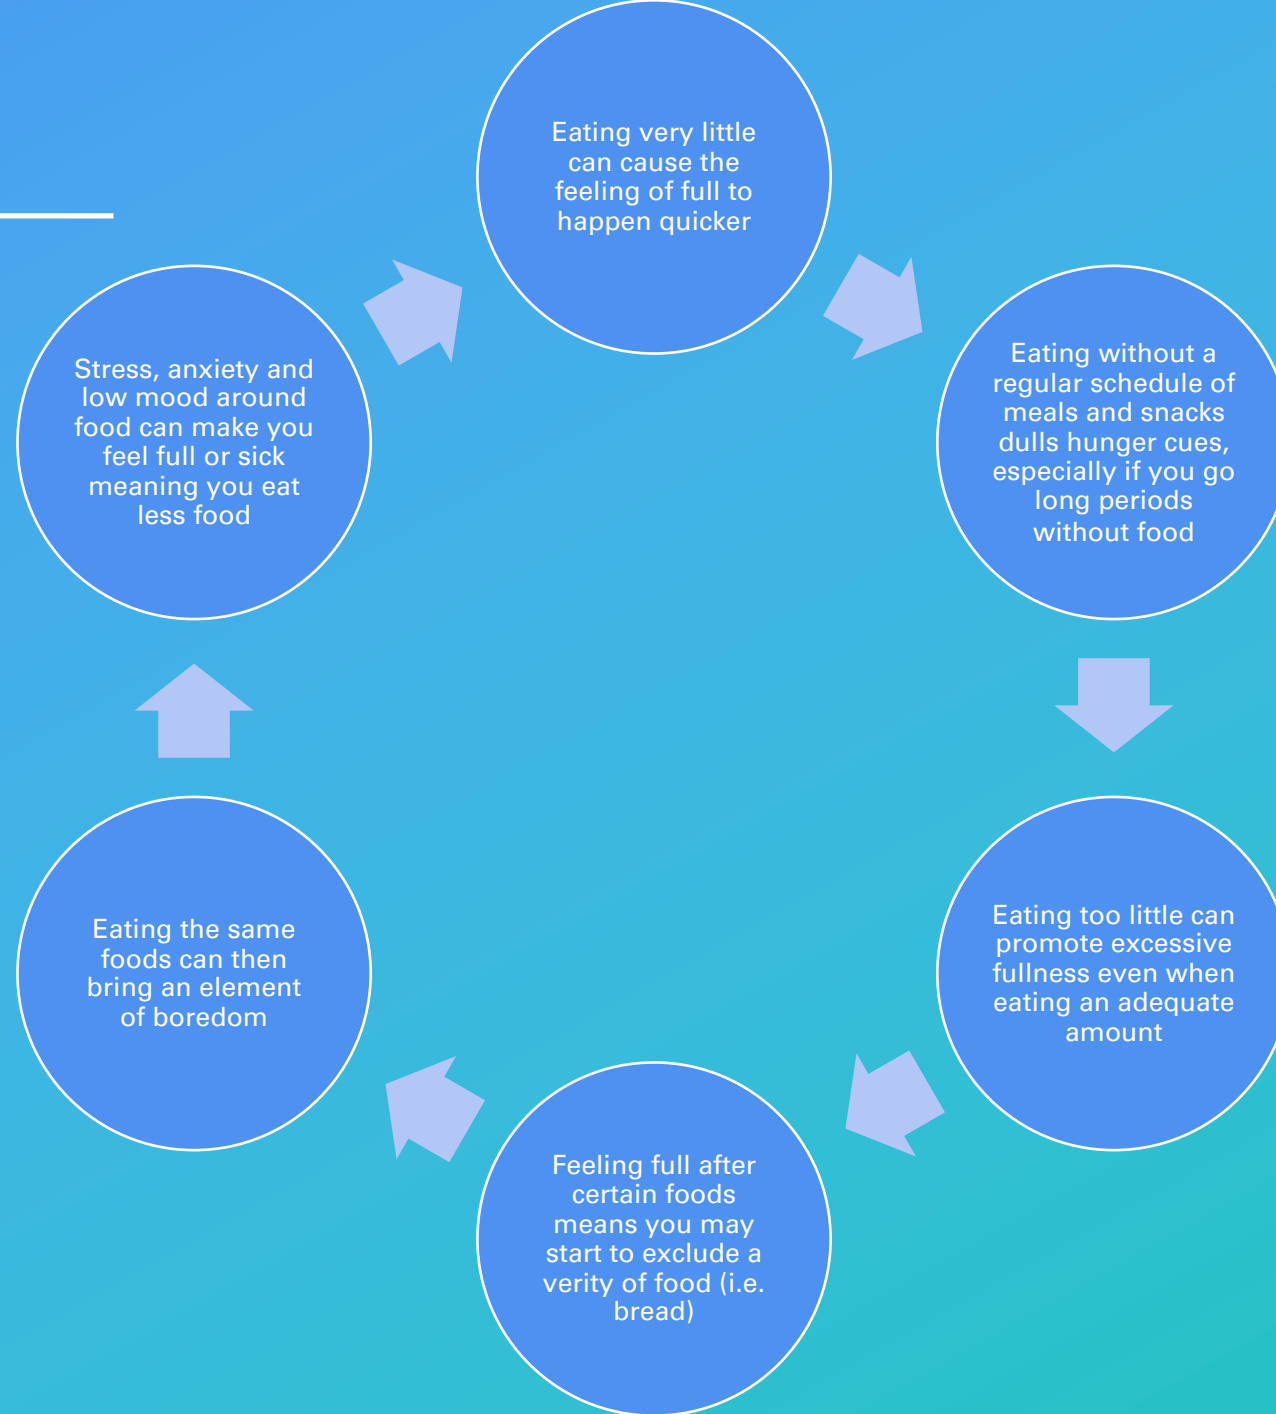 Eating very little
can cause the
feeling of full to
happen quicker
Eating without a
regular schedule of
meals and snacks
dulls hunger cues,
especially if you go
long periods
without food
Eating too little can
promote excessive
fullness even when
eating an adequate
amount
Feeling full after
certain foods
means you may
start to exclude a
verity of food (i.e.
bread)
Eating the same
foods can then
bring an element
of boredom
Stress, anxiety and
low mood around
food can make you
feel full or sick
meaning you eat
less food